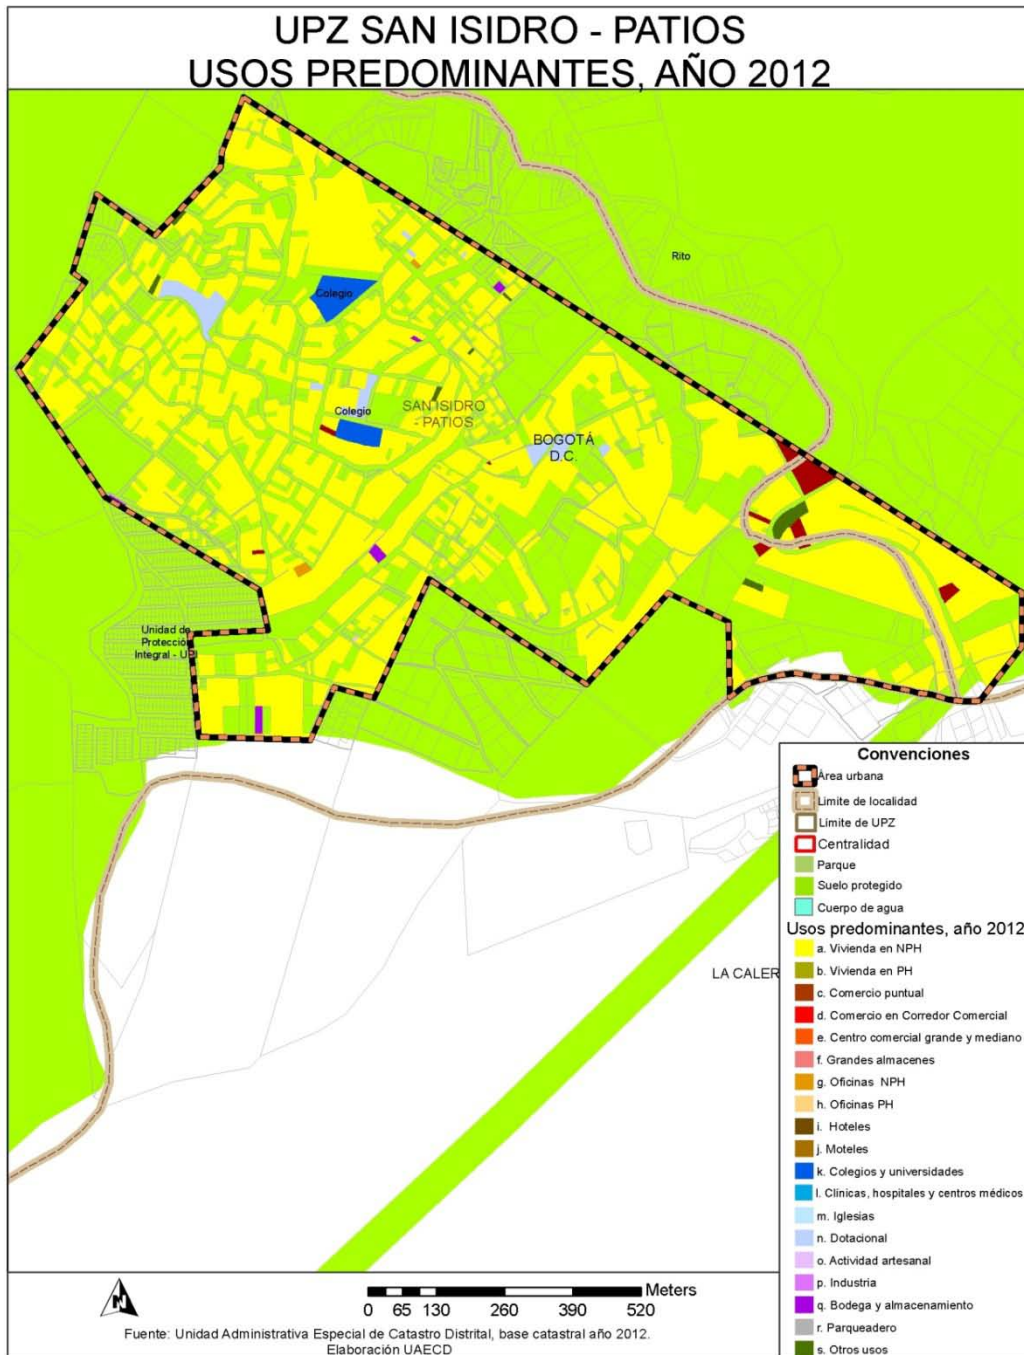 UPZ SAN ISIDRO - PATIOS
USOS PREDOMINANTES, AÑO 2012
Rito
Colegio
Colegio
SAN ISIDRO
- PATIOS
BOGOTÁ
D.C.
Unidad de
Protección
Integral - UPI
LA CALER
Convenciones
Área urbana
Limite de localidad
Límite de UPZ
Centralidad
Parque
Suelo protegido
Cuerpo de agua
Usos predominantes, año 2012
a. Vivienda en NPH
b. Vivienda en PH
c. Comercio puntual
d. Comercio en Corredor Comercial
e. Centro comercial grande y mediano
f. Grandes almacenes
g. Oficinas NPH
h. Oficinas PH
i. Hoteles
j. Moteles
k. Colegios y universidades
l. Clínicas, hospitales y centros médicos
m. Iglesias
n. Dotacional
o. Actividad artesanal
p. Industria
q. Bodega y almacenamiento
r. Parqueadero
s. Otros usos
N
Meters
0 65 130 260 390 520
Fuente: Unidad Administrativa Especial de Catastro Distrital, base catastral año 2012.
Elaboración UAECD